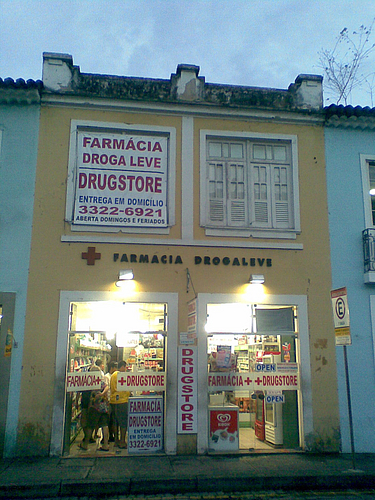 FARMÁCIA
DROGA LEVE
DRUGSTORE
ENTREGA EM DOMICÍLIO
3322-6921
ABERTA DOMINGOS E FERIADOS
FARMACIA DROGALEVE
E
FARMÁCIA+
+DRUGSTORE
DRUGSTORE
FARMÁCIA+
+DRUGSTORE
OPEN
OPEN
FARMÁCIA
DRUGSTORE
ENTREGA
EM DOMICÍLIO
3322-6921